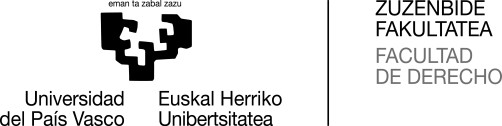 eman ta zabal zazu
Universidad
del País Vasco
Euskal Herriko
Unibertsitatea
ZUZENBIDE
FAKULTATEA
FACULTAD
DE DERECHO